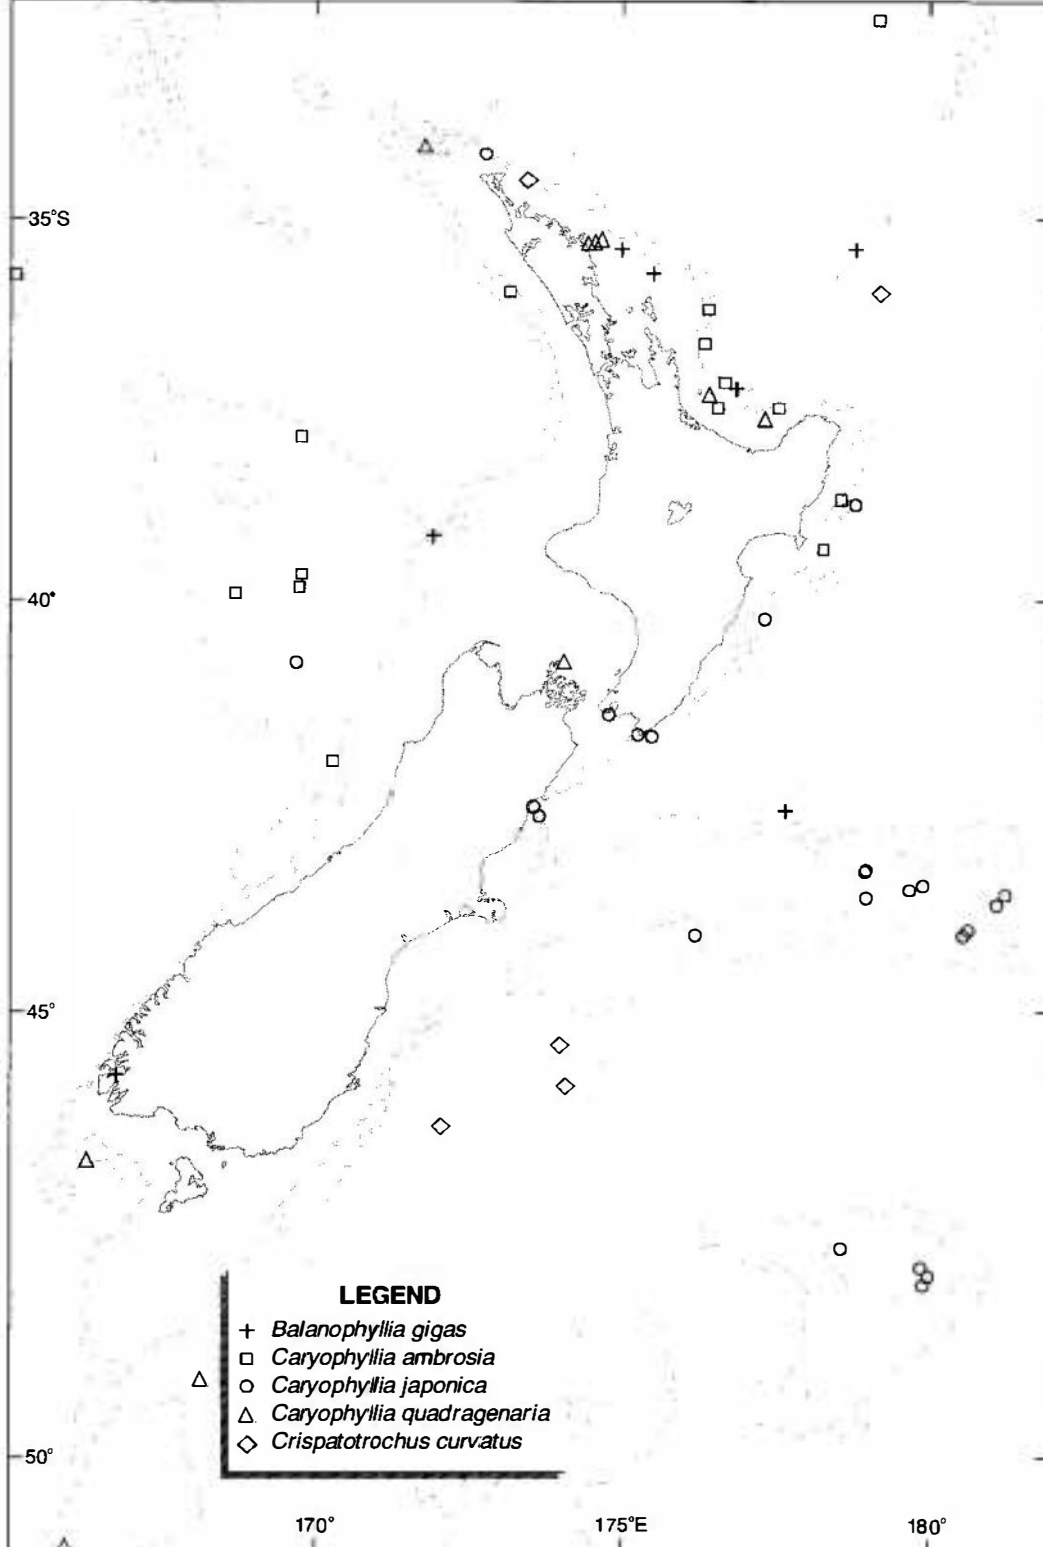 35°S
40°
45°
LEGEND
Balanophyllia gigas
Caryophyllia ambrosia
Caryophyllia japonica
Caryophyllia quadragenaria
Crispatotrochus curvatus
50°
170°
175°E
180°